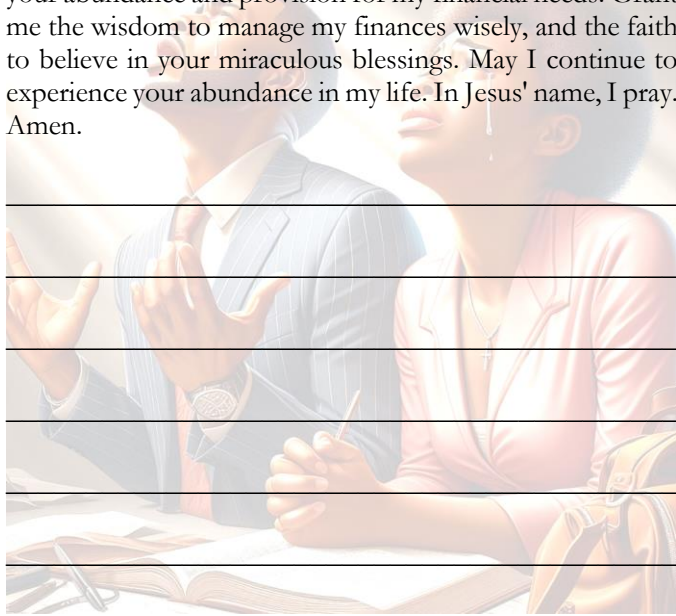 your abundance and provision for my financial needs. Grant
me the wisdom to manage my finances wisely, and the faith
to believe in your miraculous blessings. May I continue to
experience your abundance in my life. In Jesus' name, I pray.
Amen.